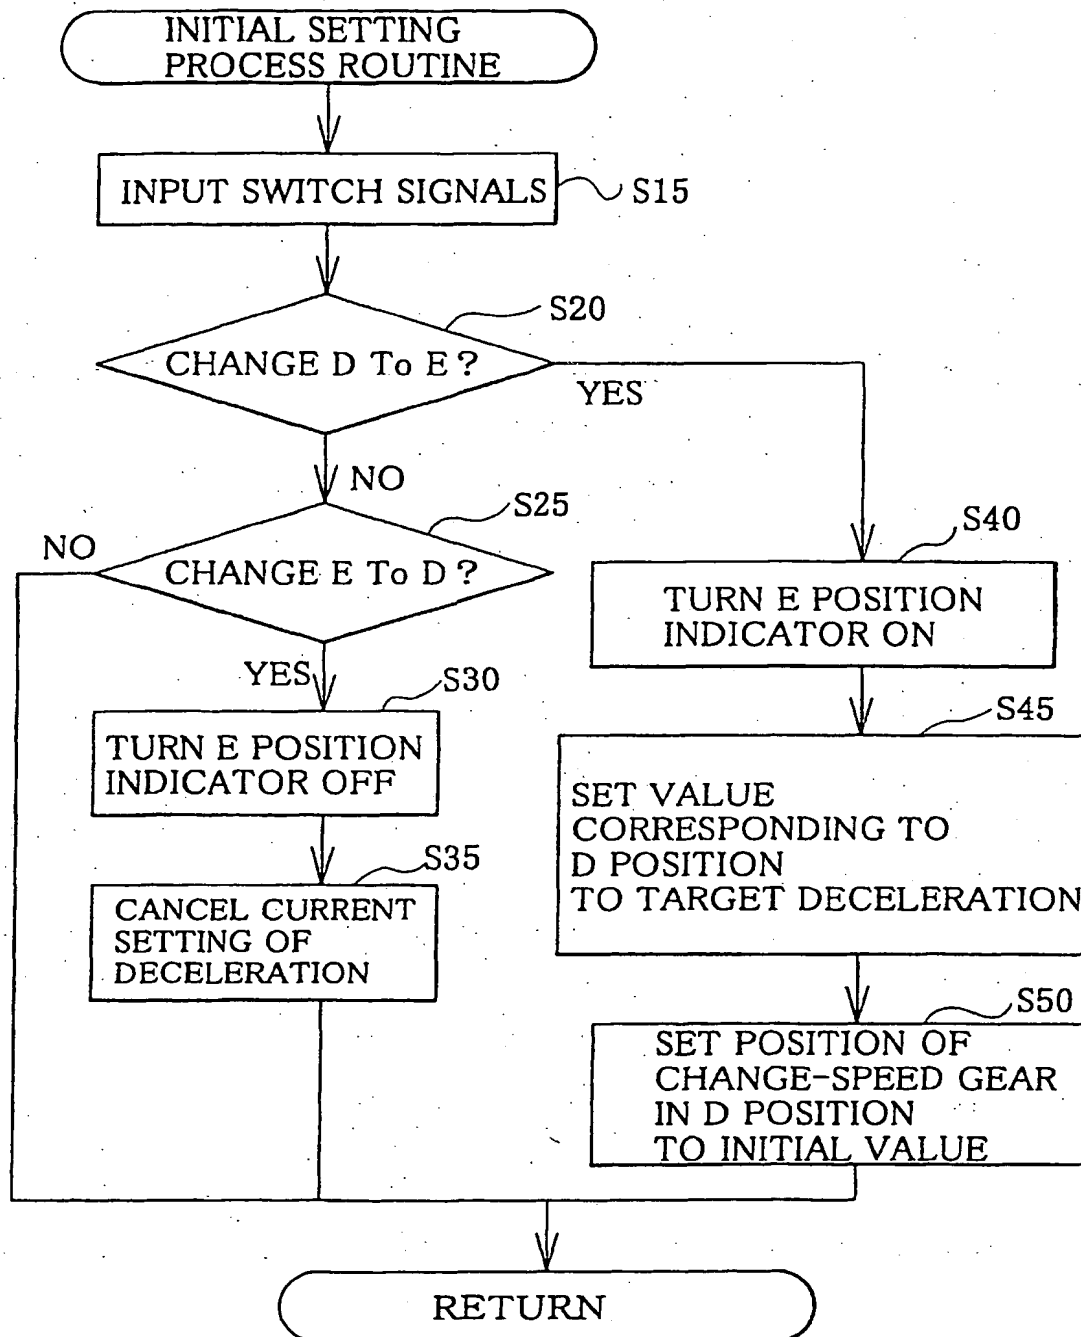 INITIAL SETTING
PROCESS ROUTINE
INPUT SWITCH SIGNALS
S15
S20
CHANGE D To E?
YES
NO
S25
NO
CHANGE E To D?
S40
TURN E POSITION
INDICATOR ON
YES
S30
TURN E POSITION
INDICATOR OFF
S45
SET VALUE
CORRESPONDING TO
D POSITION
TO TARGET DECELERATION
S35
CANCEL CURRENT
SETTING OF
DECELERATION
S50
SET POSITION OF
CHANGE-SPEED GEAR
IN D POSITION
TO INITIAL VALUE
RETURN